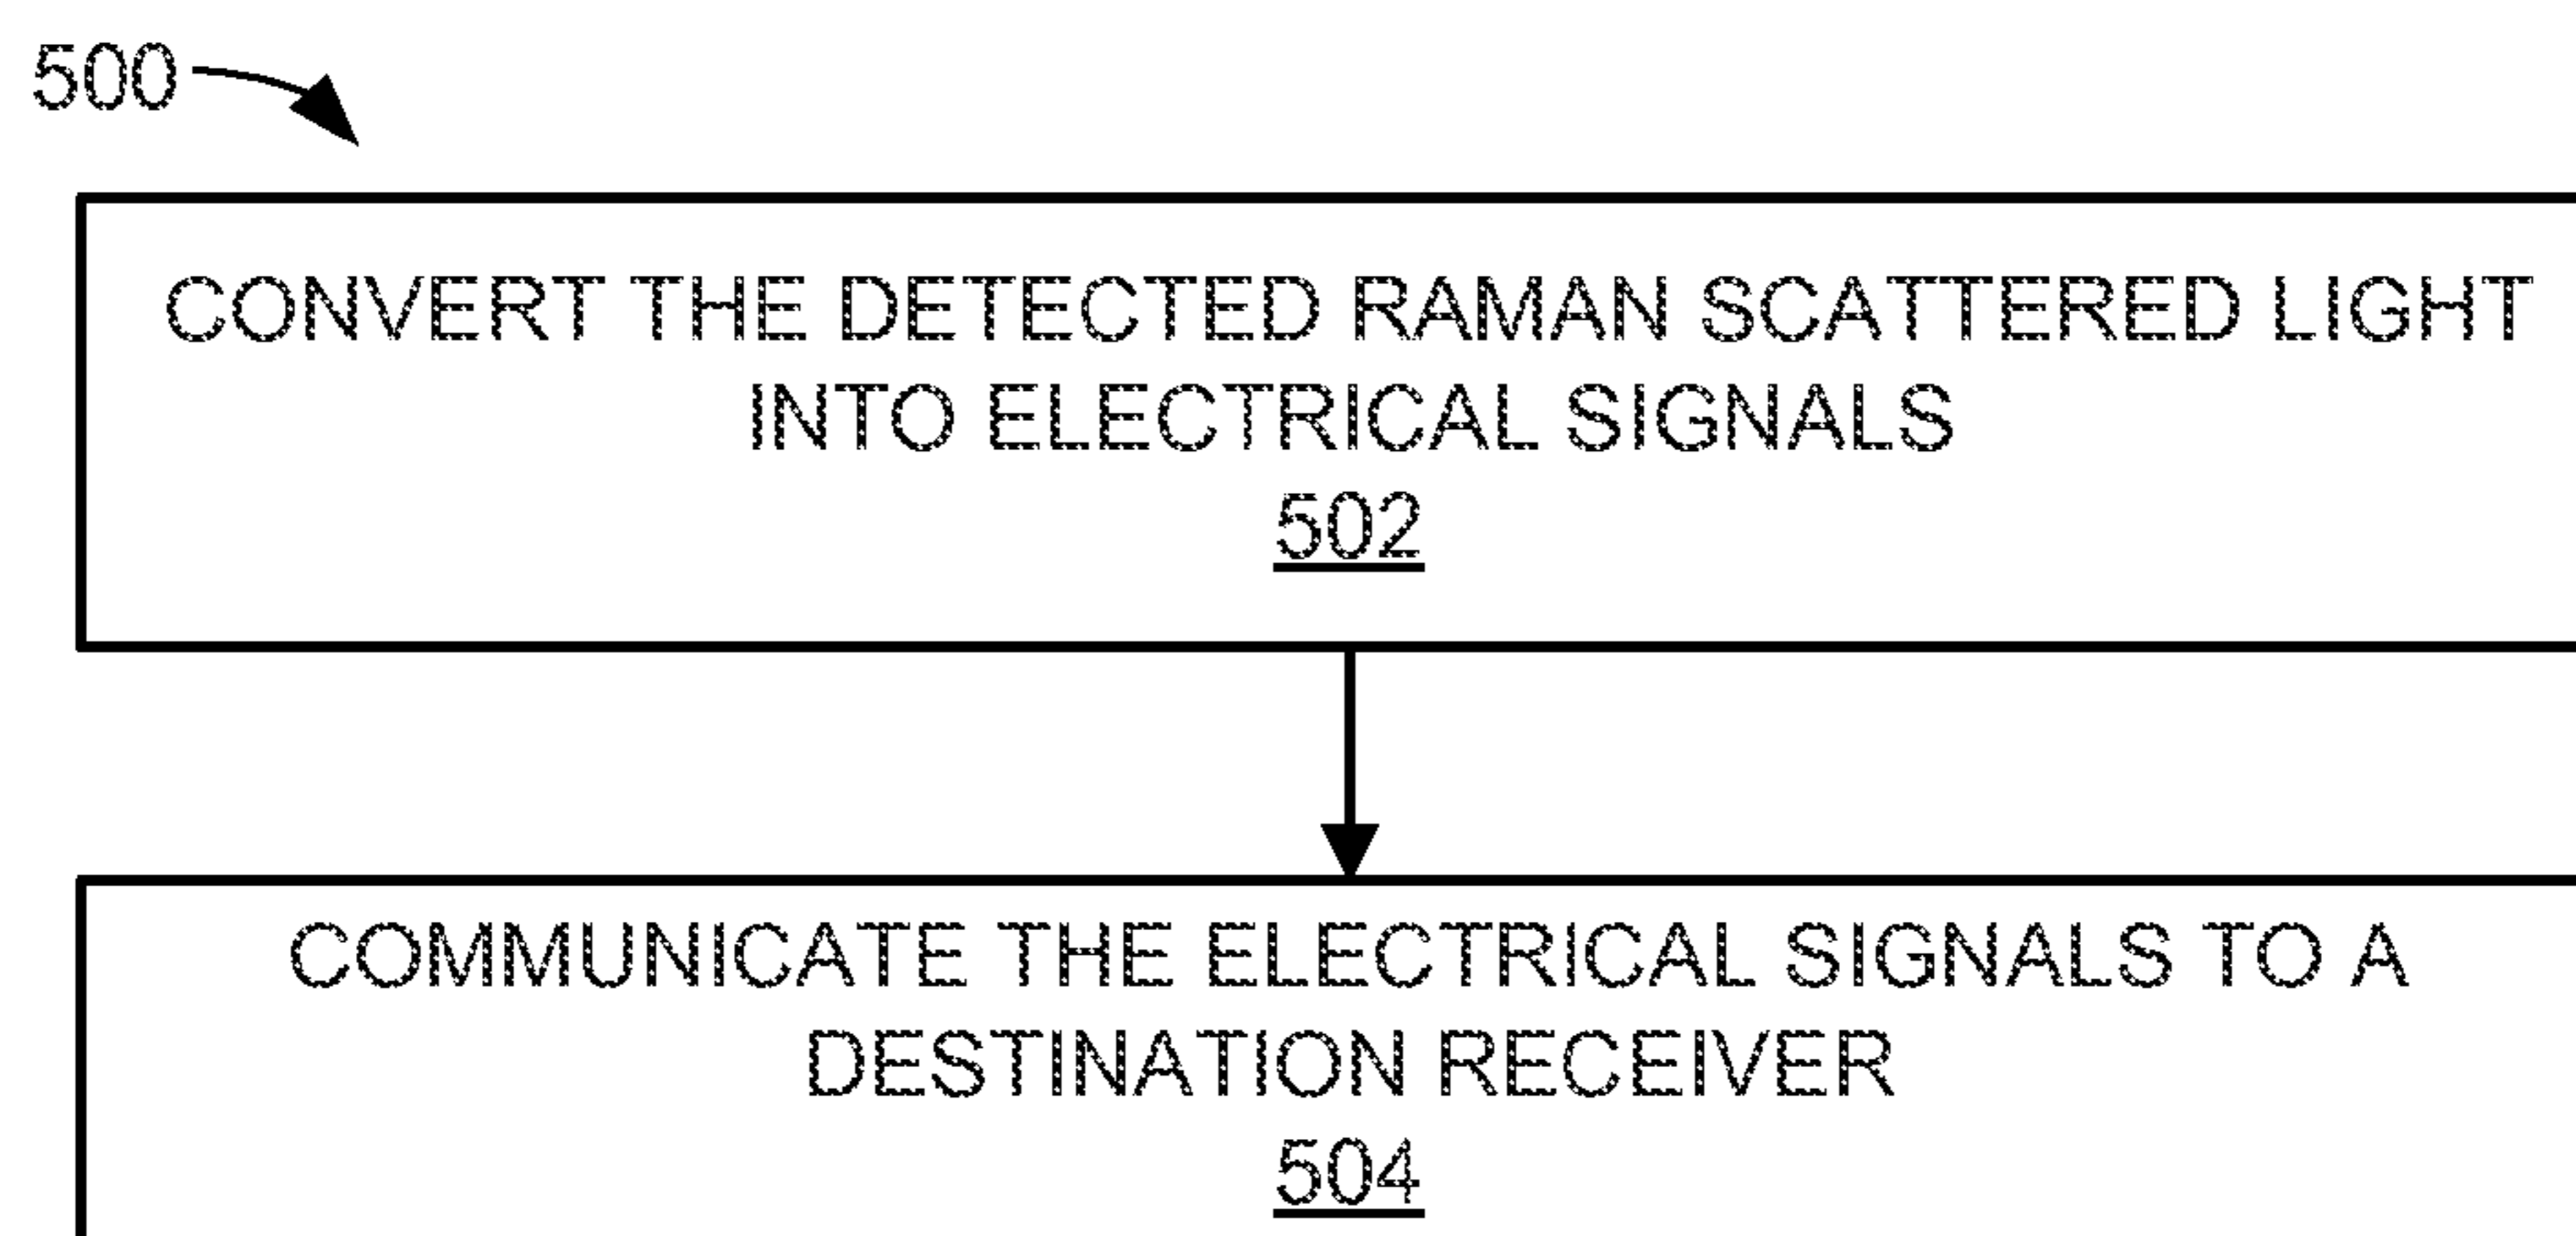 500
CONVERT THE DETECTED RAMAN SCATTERED LIGHT
INTO ELECTRICAL SIGNALS
502
COMMUNICATE THE ELECTRICAL SIGNALS TO A
DESTINATION RECEIVER
504